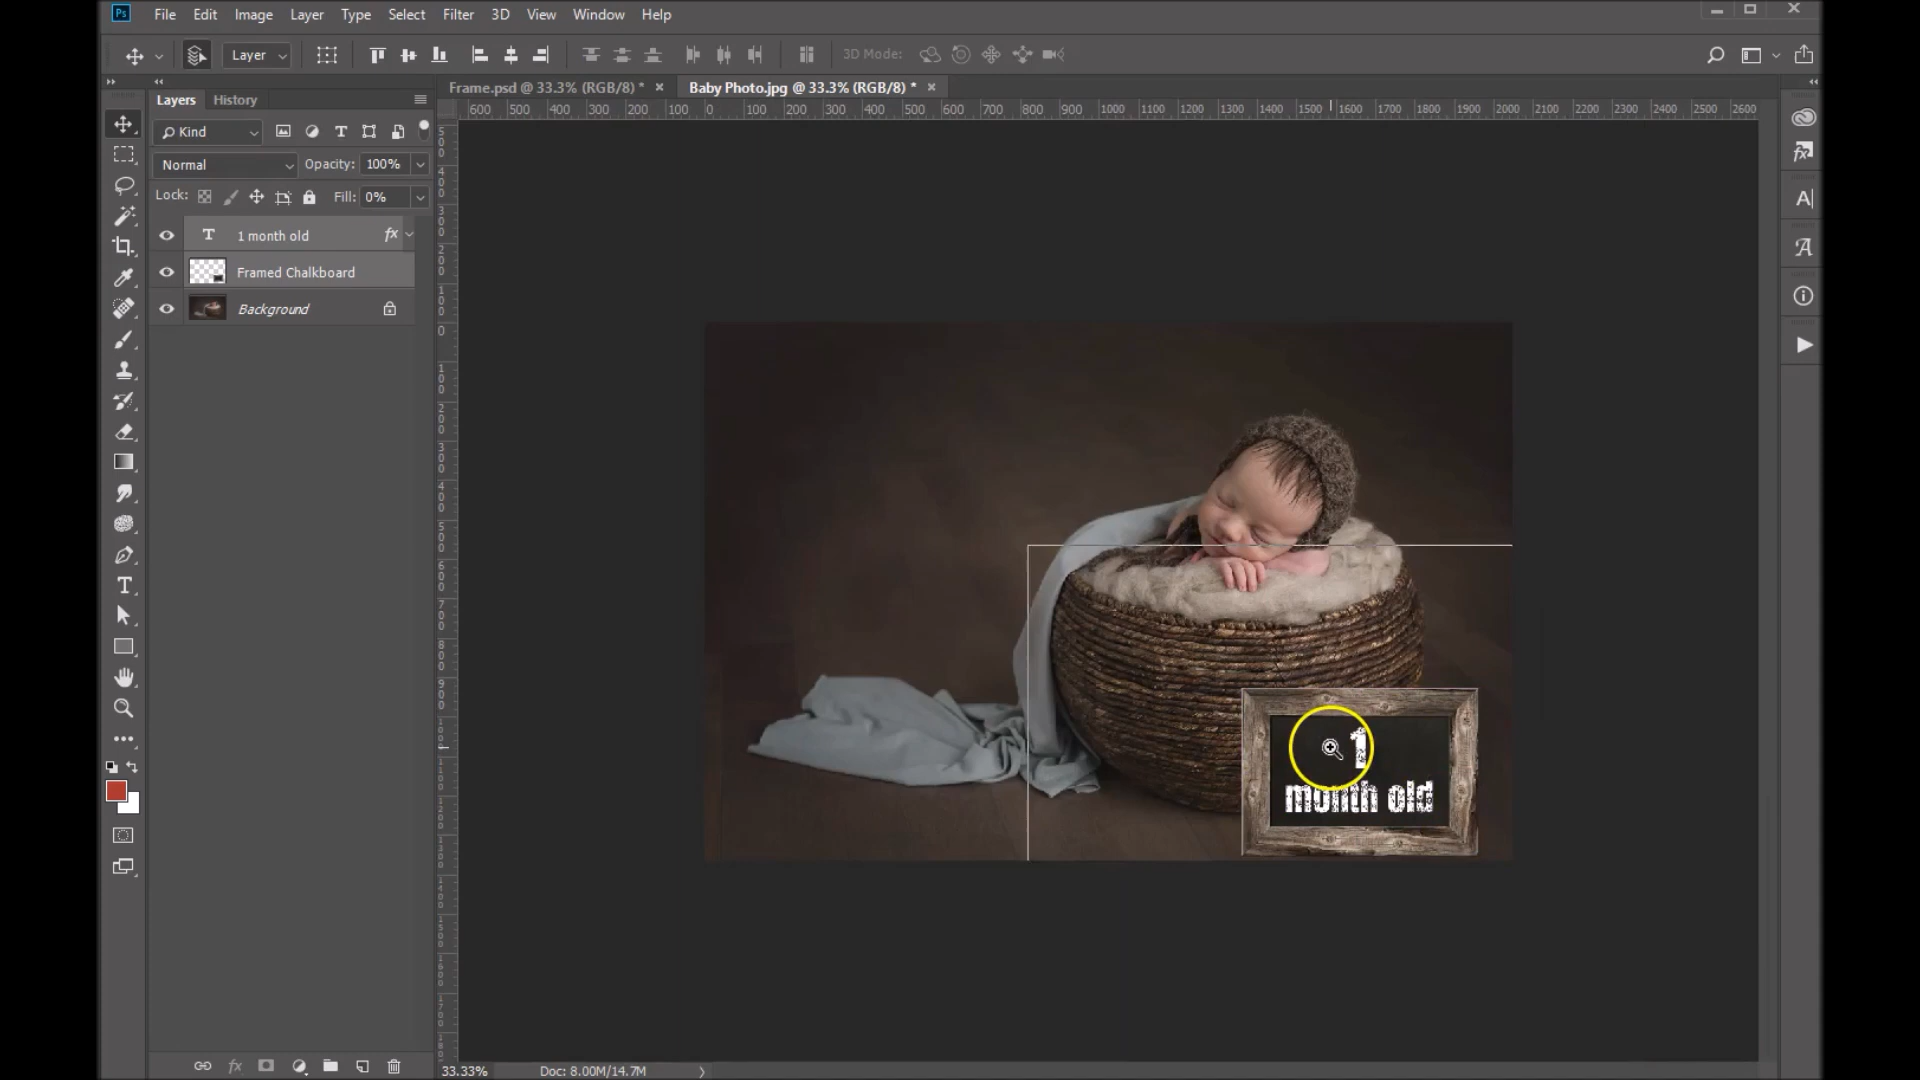 Ps File Edit Image Layer Type Select Filter 3D View Window Help
Layer 3D Mode:
Frame.psd @ 33.3% (RGB/8) * × Baby Photo.jpg @ 33.3% (RGB/8) * ×
Layers History
600 500 400 300 200 100 0 100 200 300 400 500 600 700 800 900 1000 1100 1200 1300 1400 1500 1600 1700 1800 1900 2000 2100 2200 2300 2400 2500 2600
Kind
Normal Opacity: 100%
Lock: Fill: 0%
T 1 month old fx
Framed Chalkboard
Background
1
month old
fx
33.33% Doc: 8.00M/14.7M